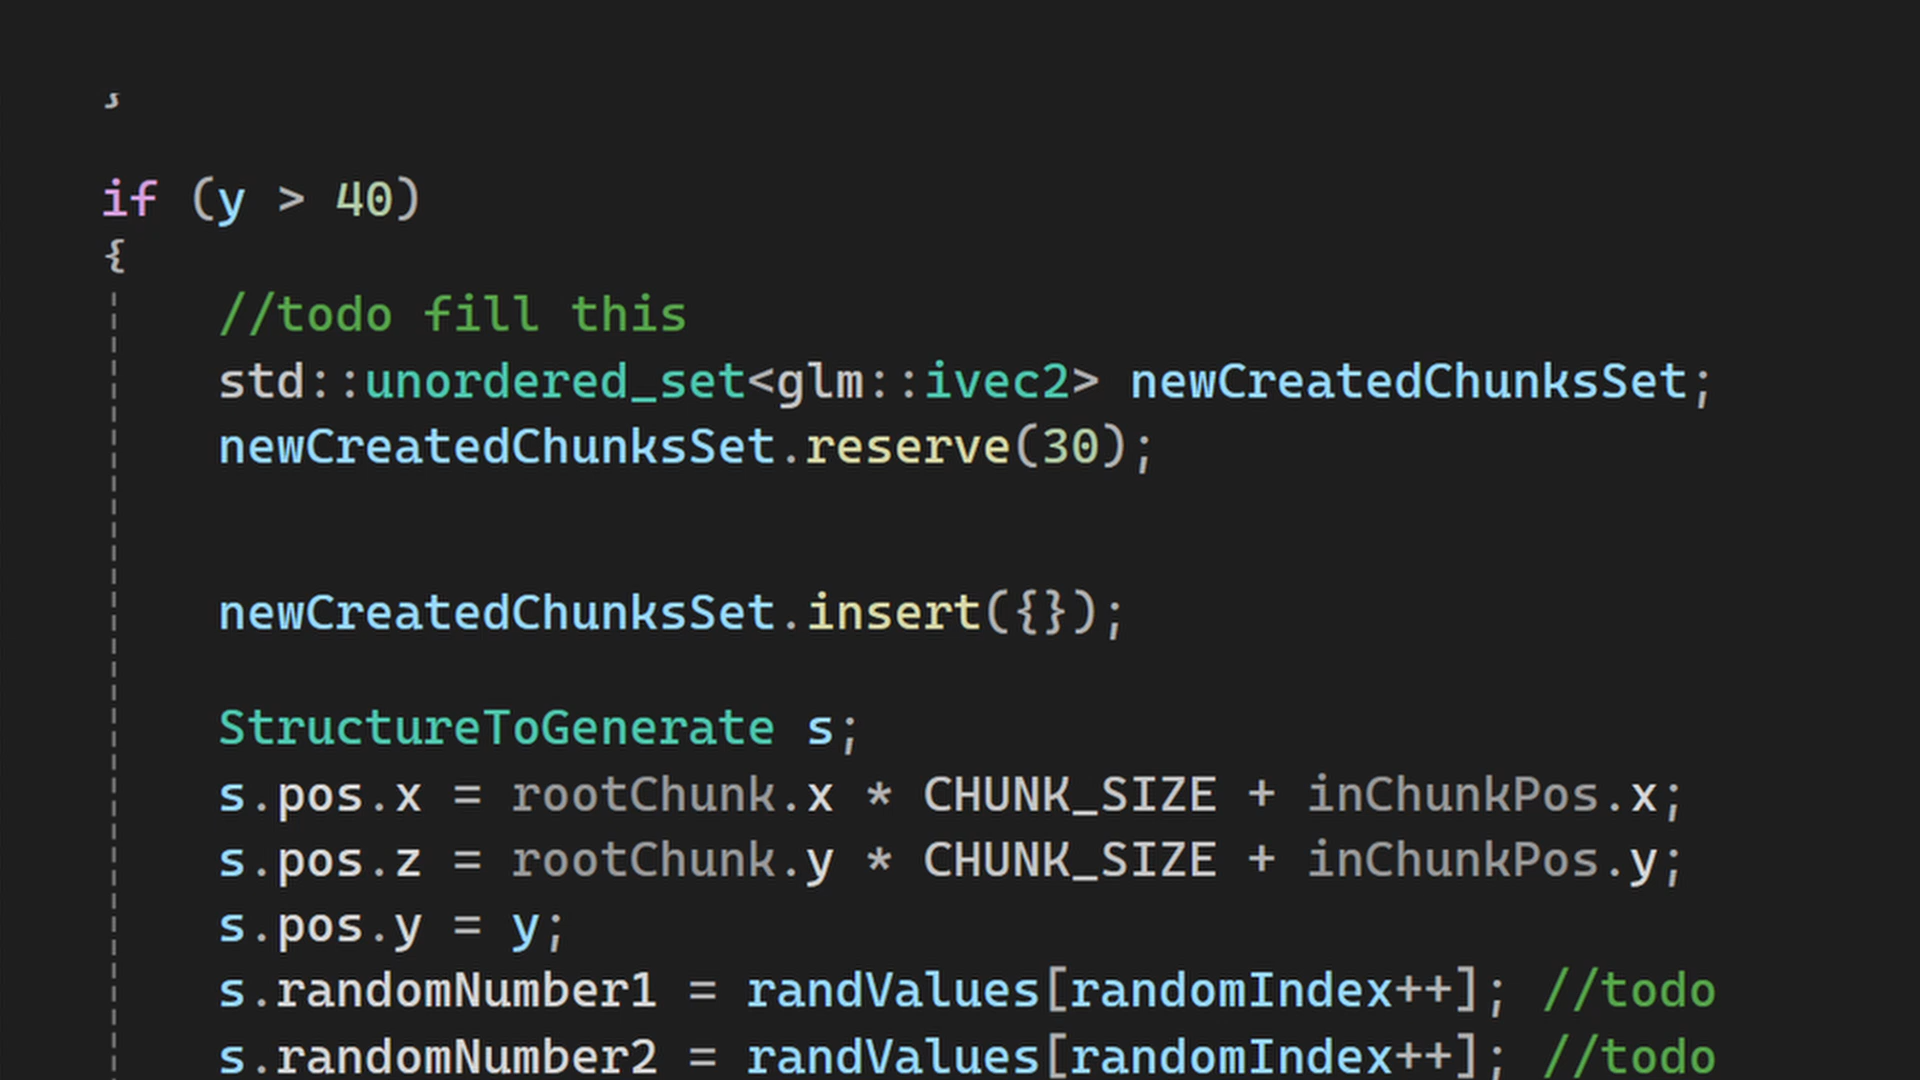 }
if (y > 40)
{
//todo fill this
std::unordered_set<glm::ivec2> newCreatedChunksSet;
newCreatedChunksSet.reserve(30);
newCreatedChunksSet.insert({});
StructureToGenerate s;
s.pos.x = rootChunk.x * CHUNK_SIZE + inChunkPos.x;
s.pos.z = rootChunk.y * CHUNK_SIZE + inChunkPos.y;
s.pos.y = y;
s.randomNumber1 = randValues[randomIndex++]; //todo
s.randomNumber2 = randValues[randomIndex++]; //todo